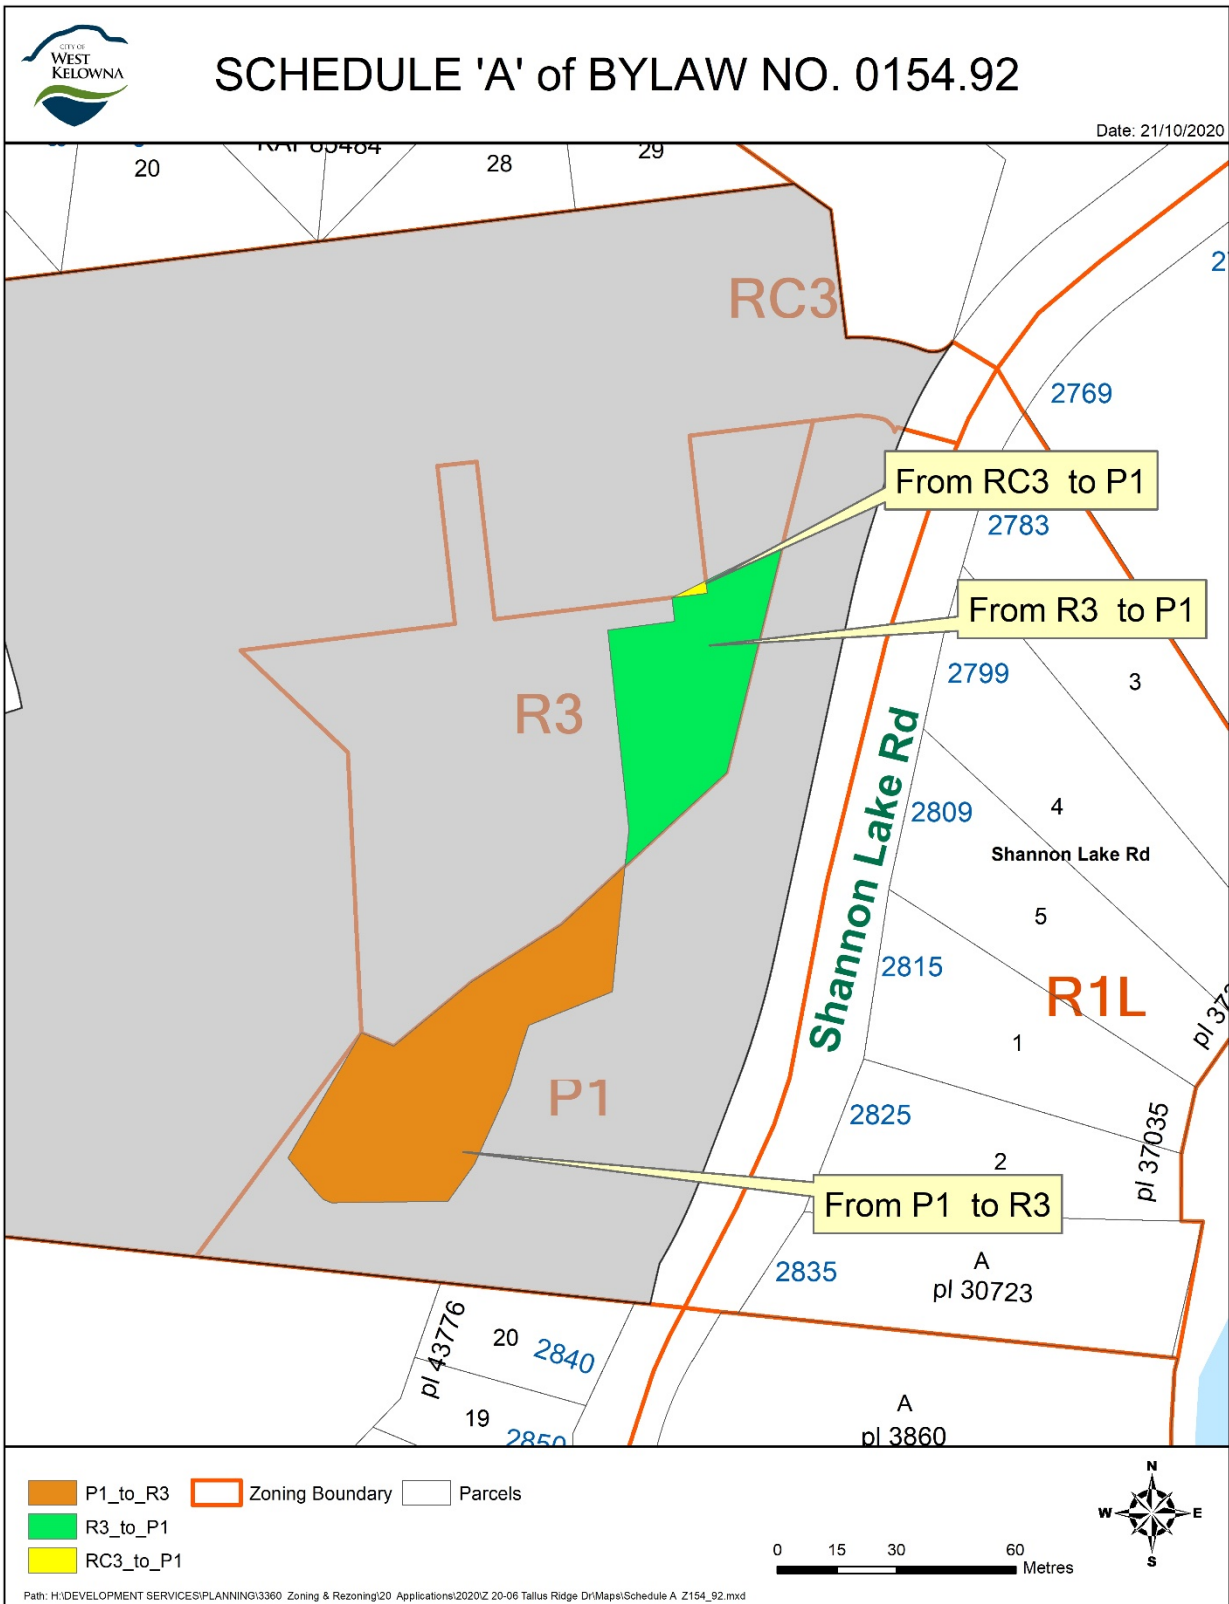 CITY OF
WEST
KELOWNA
SCHEDULE 'A' of BYLAW NO. 0154.92
Date: 21/10/2020
20
28
29
RC3
2769
From RC3 to P1
2783
From R3 to P1
2799
3
R3
Shannon Lake Rd
2809
4
Shannon Lake Rd
5
2815
R1L
1
P1
2825
pl 37035
2
From P1 to R3
2835
A
pl 30723
pl 43776
20
2840
19
2850
A
pl 3860
P1_to_R3
Zoning Boundary
Parcels
R3_to_P1
RC3_to_P1
N
W
E
S
0 15 30 60
Metres
Path: H:\DEVELOPMENT SERVICES\PLANNING\3360 Zoning & Rezoning\20 Applications\2020\Z 20-06 Tallus Ridge Dr\Maps\Schedule A_Z154_92.mxd